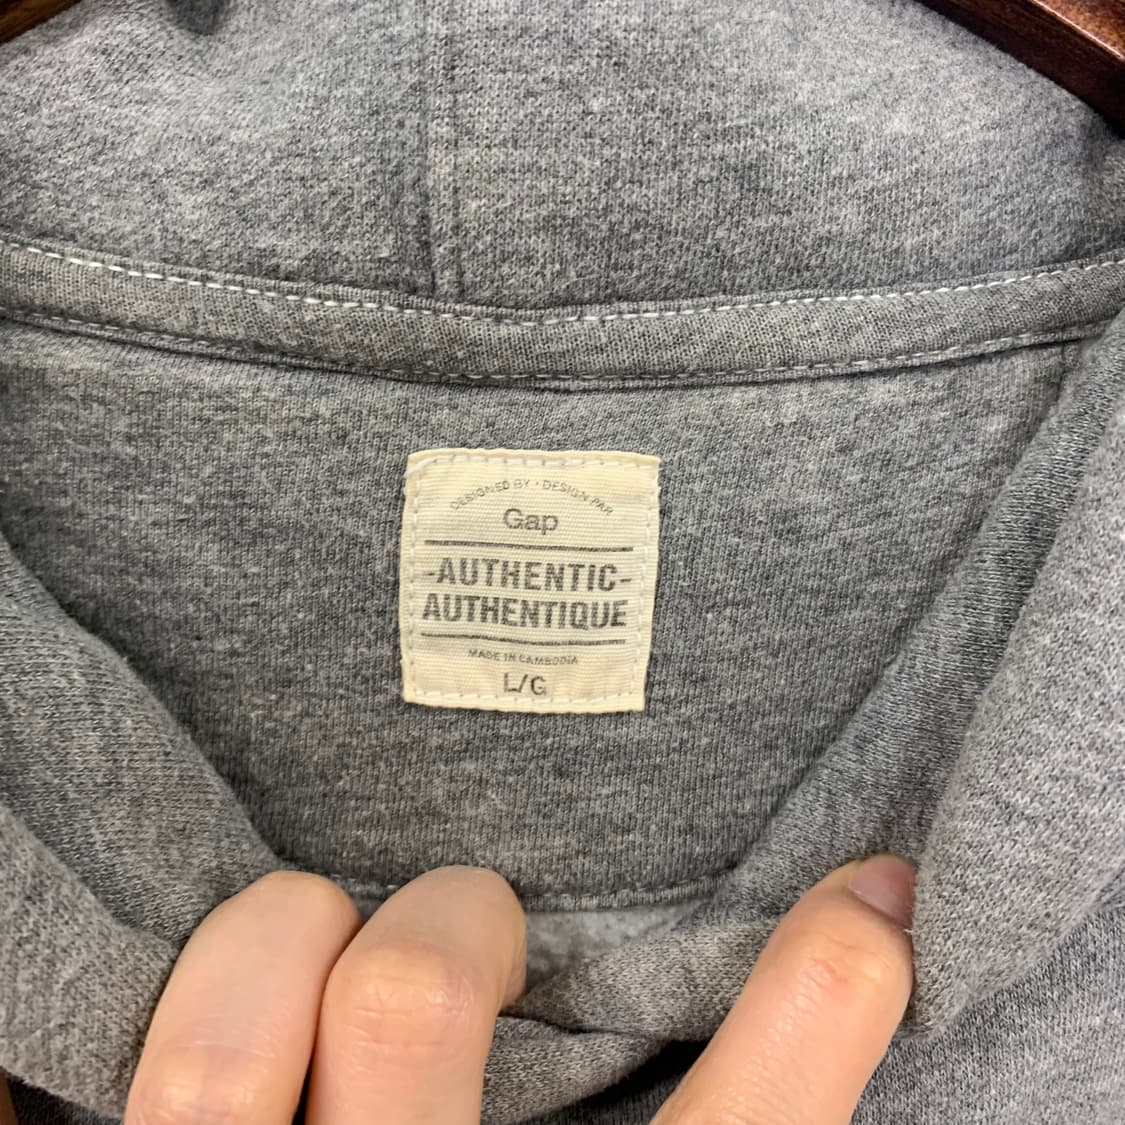 DESIGNED BY · DESIGN PAR
Gap
-AUTHENTIC-
AUTHENTIQUE
MADE IN CAMBODIA
L/G